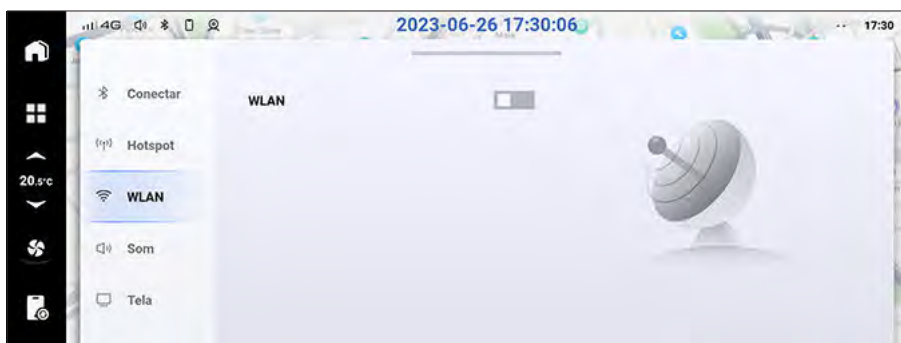 4G
2023-06-26 17:30:06
17:30
Conectar
WLAN
Hotspot
20.5°C
WLAN
Som
Tela